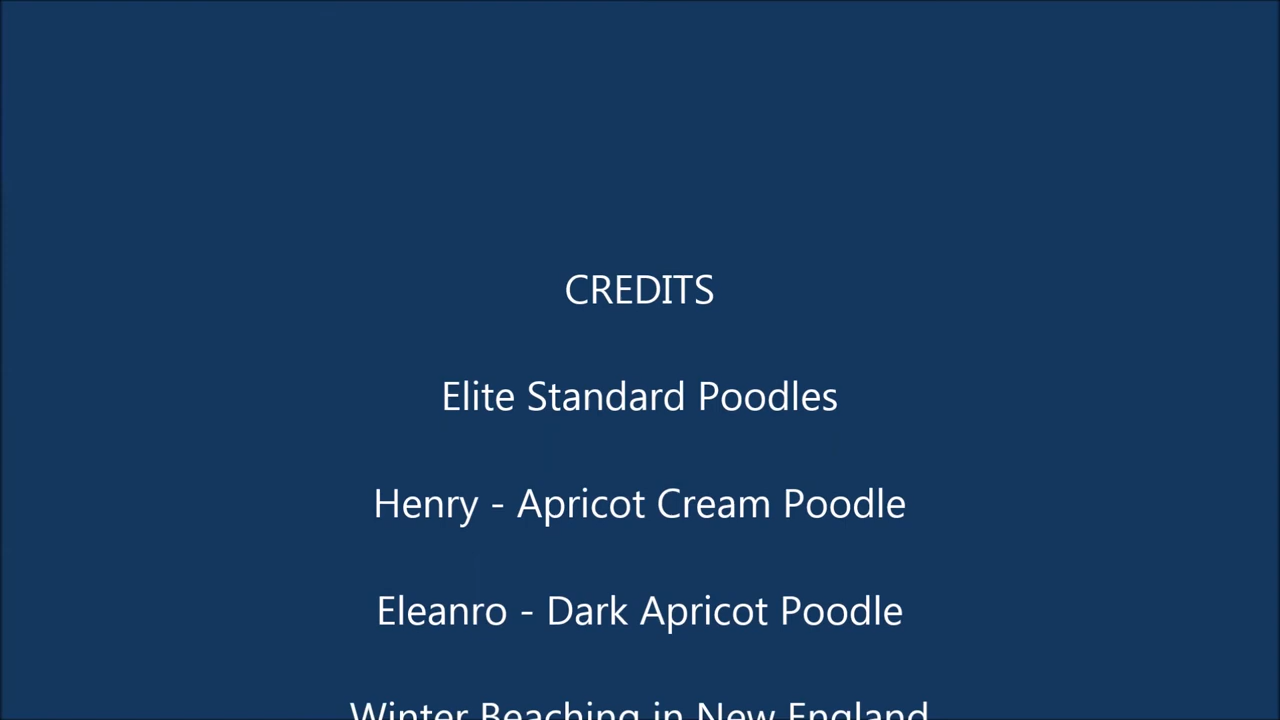 CREDITS
Elite Standard Poodles
Henry - Apricot Cream Poodle
Eleanro - Dark Apricot Poodle
Winter Beaching in New England